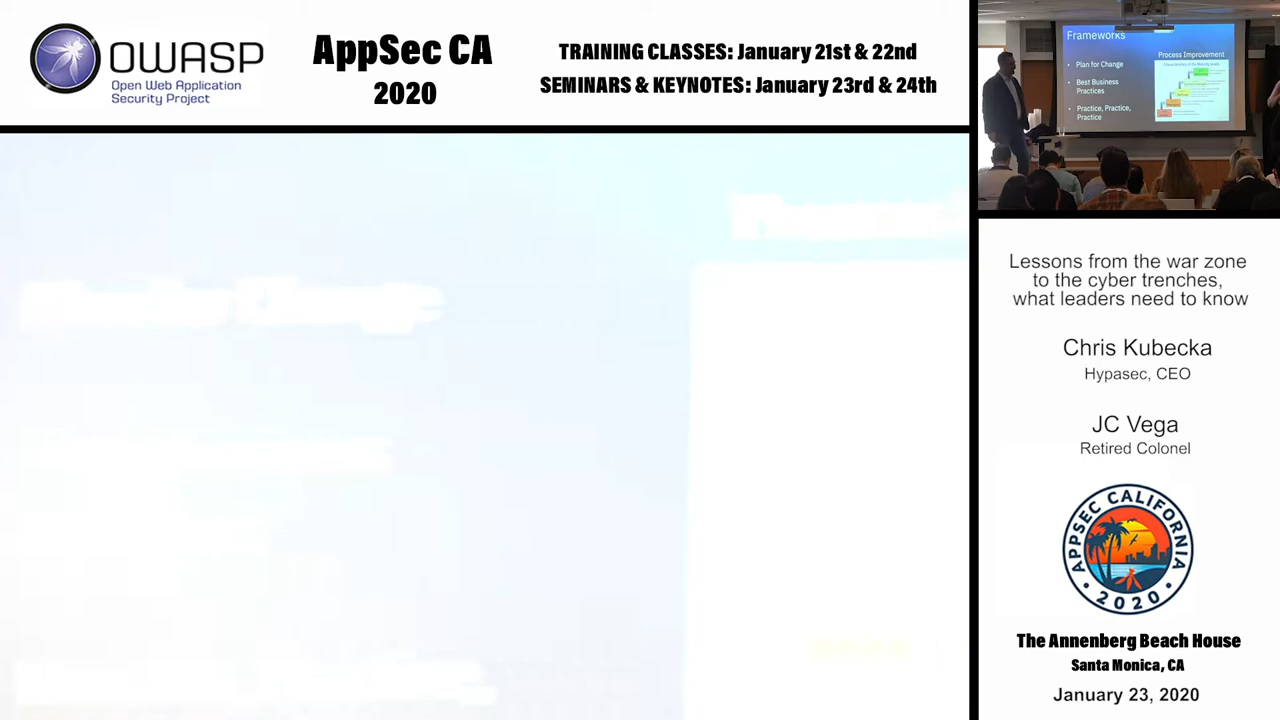 OWASP
Open Web Application
Security Project
AppSec CA
2020
TRAINING CLASSES: January 21st & 22nd
SEMINARS & KEYNOTES: January 23rd & 24th
Frameworks
Process Improvement
• Plan for Change
• Best Business
Practices
• Practice, Practice,
Practice
Lessons from the war zone
to the cyber trenches,
what leaders need to know
Chris Kubecka
Hypasec, CEO
JC Vega
Retired Colonel
APPSEC CALIFORNIA
• 2020 •
The Annenberg Beach House
Santa Monica, CA
January 23, 2020